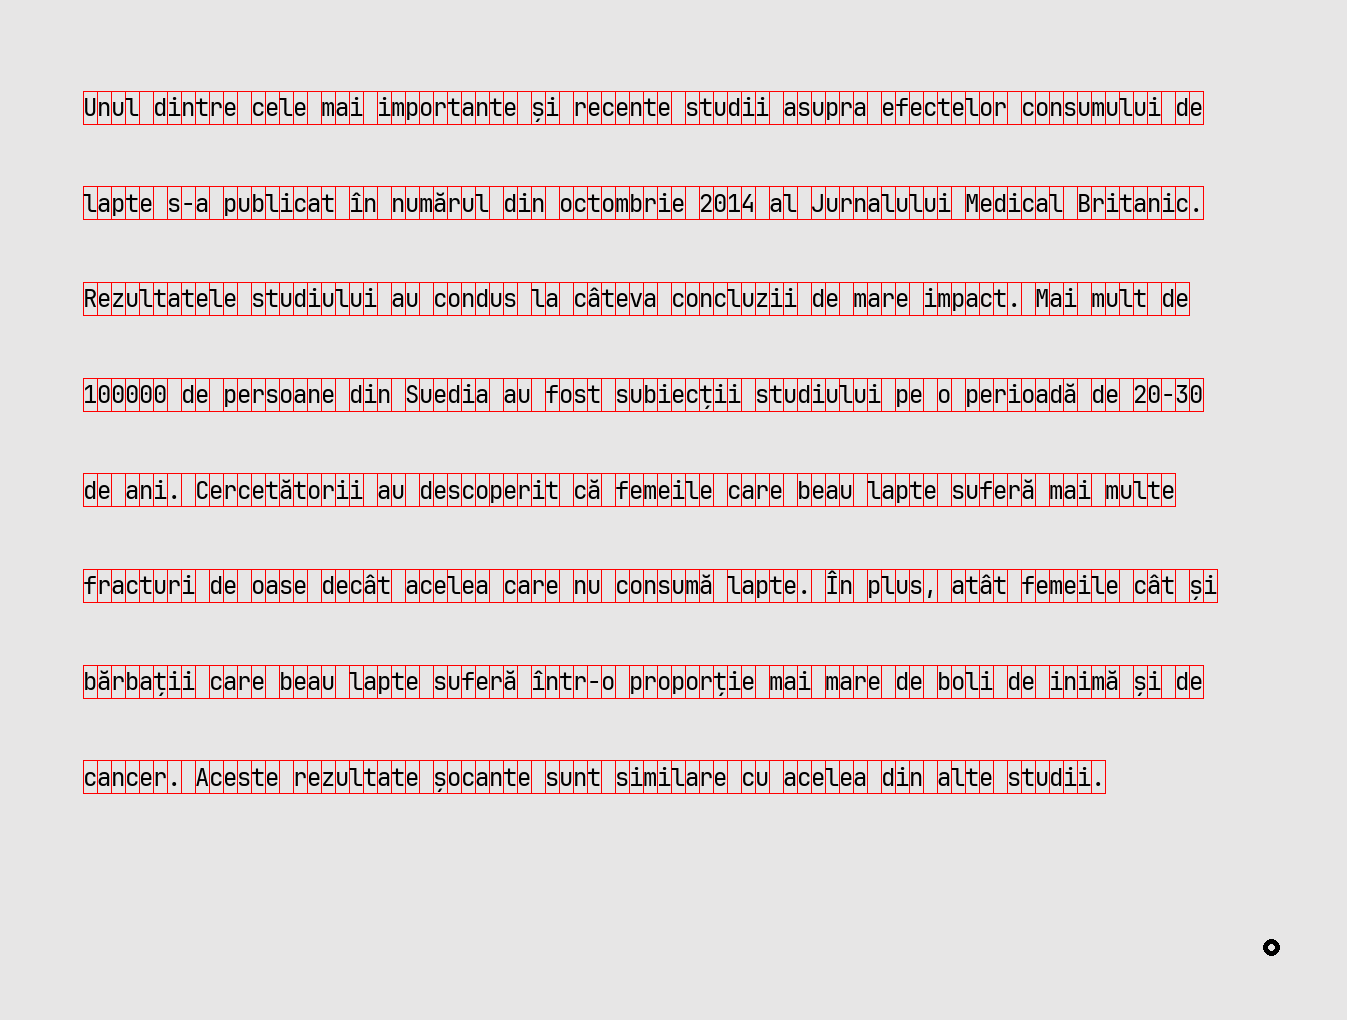 Unul dintre cele mai importante și recente studii asupra efectelor consumului de
lapte s-a publicat în numărul din octombrie 2014 al Jurnalului Medical Britanic.
Rezultatele studiului au condus la câteva concluzii de mare impact. Mai mult de
100000 de persoane din Suedia au fost subiecții studiului pe o perioadă de 20-30
de ani. Cercetătorii au descoperit că femeile care beau lapte suferă mai multe
fracturi de oase decât acelea care nu consumă lapte. În plus, atât femeile cât și
bărbații care beau lapte suferă într-o proporție mai mare de boli de inimă și de
cancer. Aceste rezultate șocante sunt similare cu acelea din alte studii.